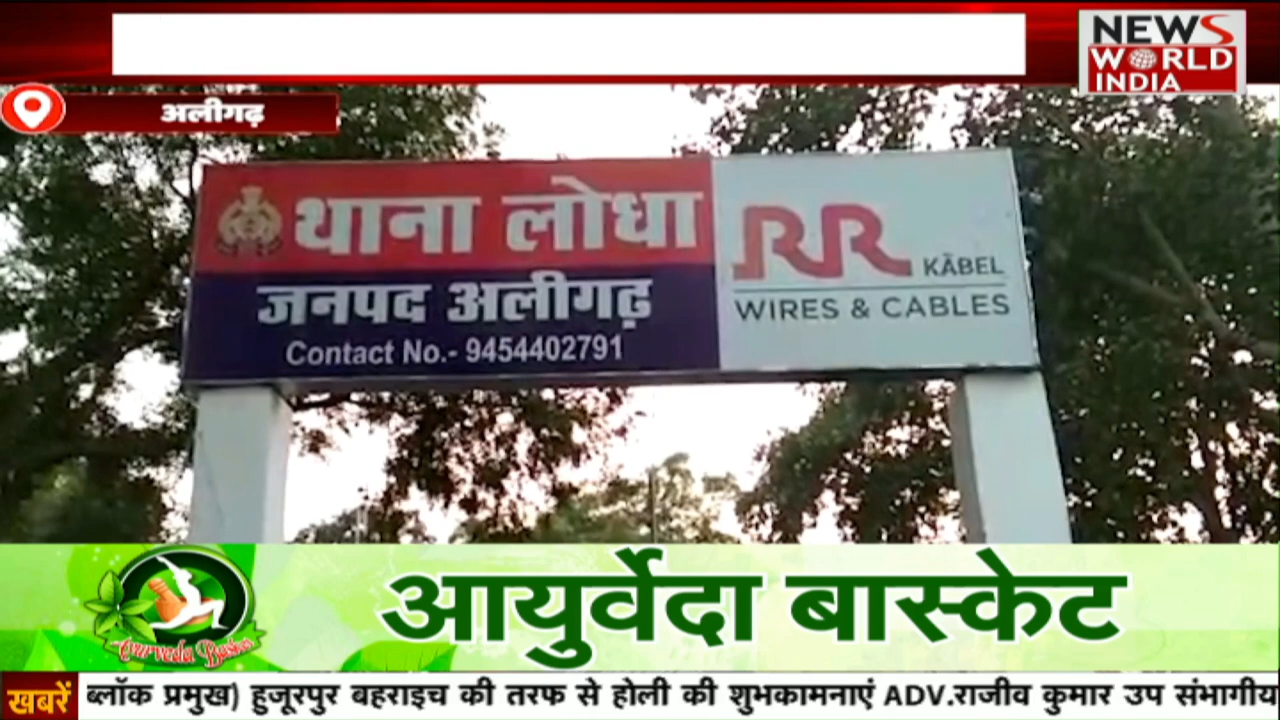 NEWS
WORLD
INDIA
अलीगढ़
थाना लोधा
जनपद अलीगढ़
Contact No.- 9454402791
RR KÂBEL
WIRES & CABLES
आयुर्वेदा बास्केट
Ayurveda Basket
खबरें
ब्लॉक प्रमुख) हुजूरपुर बहराइच की तरफ से होली की शुभकामनाएं ADV.राजीव कुमार उप संभागीय